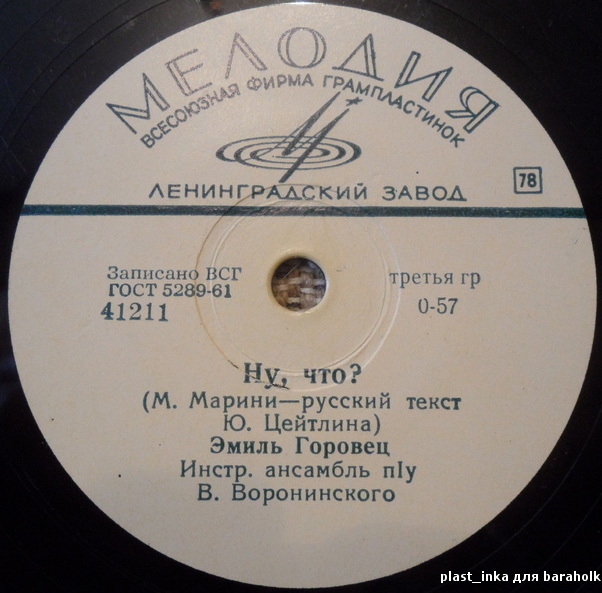 МЕЛОДИЯ
ВСЕСОЮЗНАЯ ФИРМА ГРАМПЛАСТИНОК
ЛЕНИНГРАДСКИЙ ЗАВОД
78
Записано ВСГ
ГОСТ 5289-61
41211
третья гр
0-57
Ну, что?
(М. Марини—русский текст
Ю. Цейтлина)
Эмиль Горовец
Инстр. ансамбль п/у
В. Воронинского
plast_inka для baraholk